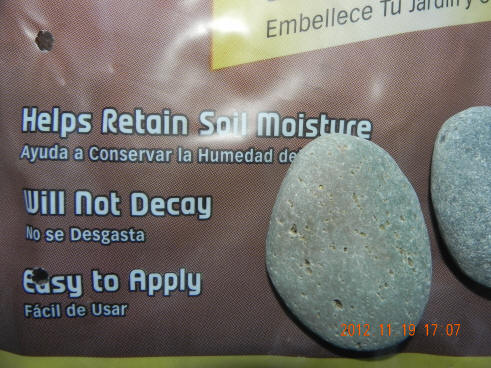 Embellece Tu Jardín y
Helps Retain Soil Moisture
Ayuda a Conservar la Humedad
Will Not Decay
No se Desgasta
Easy to Apply
Fácil de Usar
2012 11 19 17:07